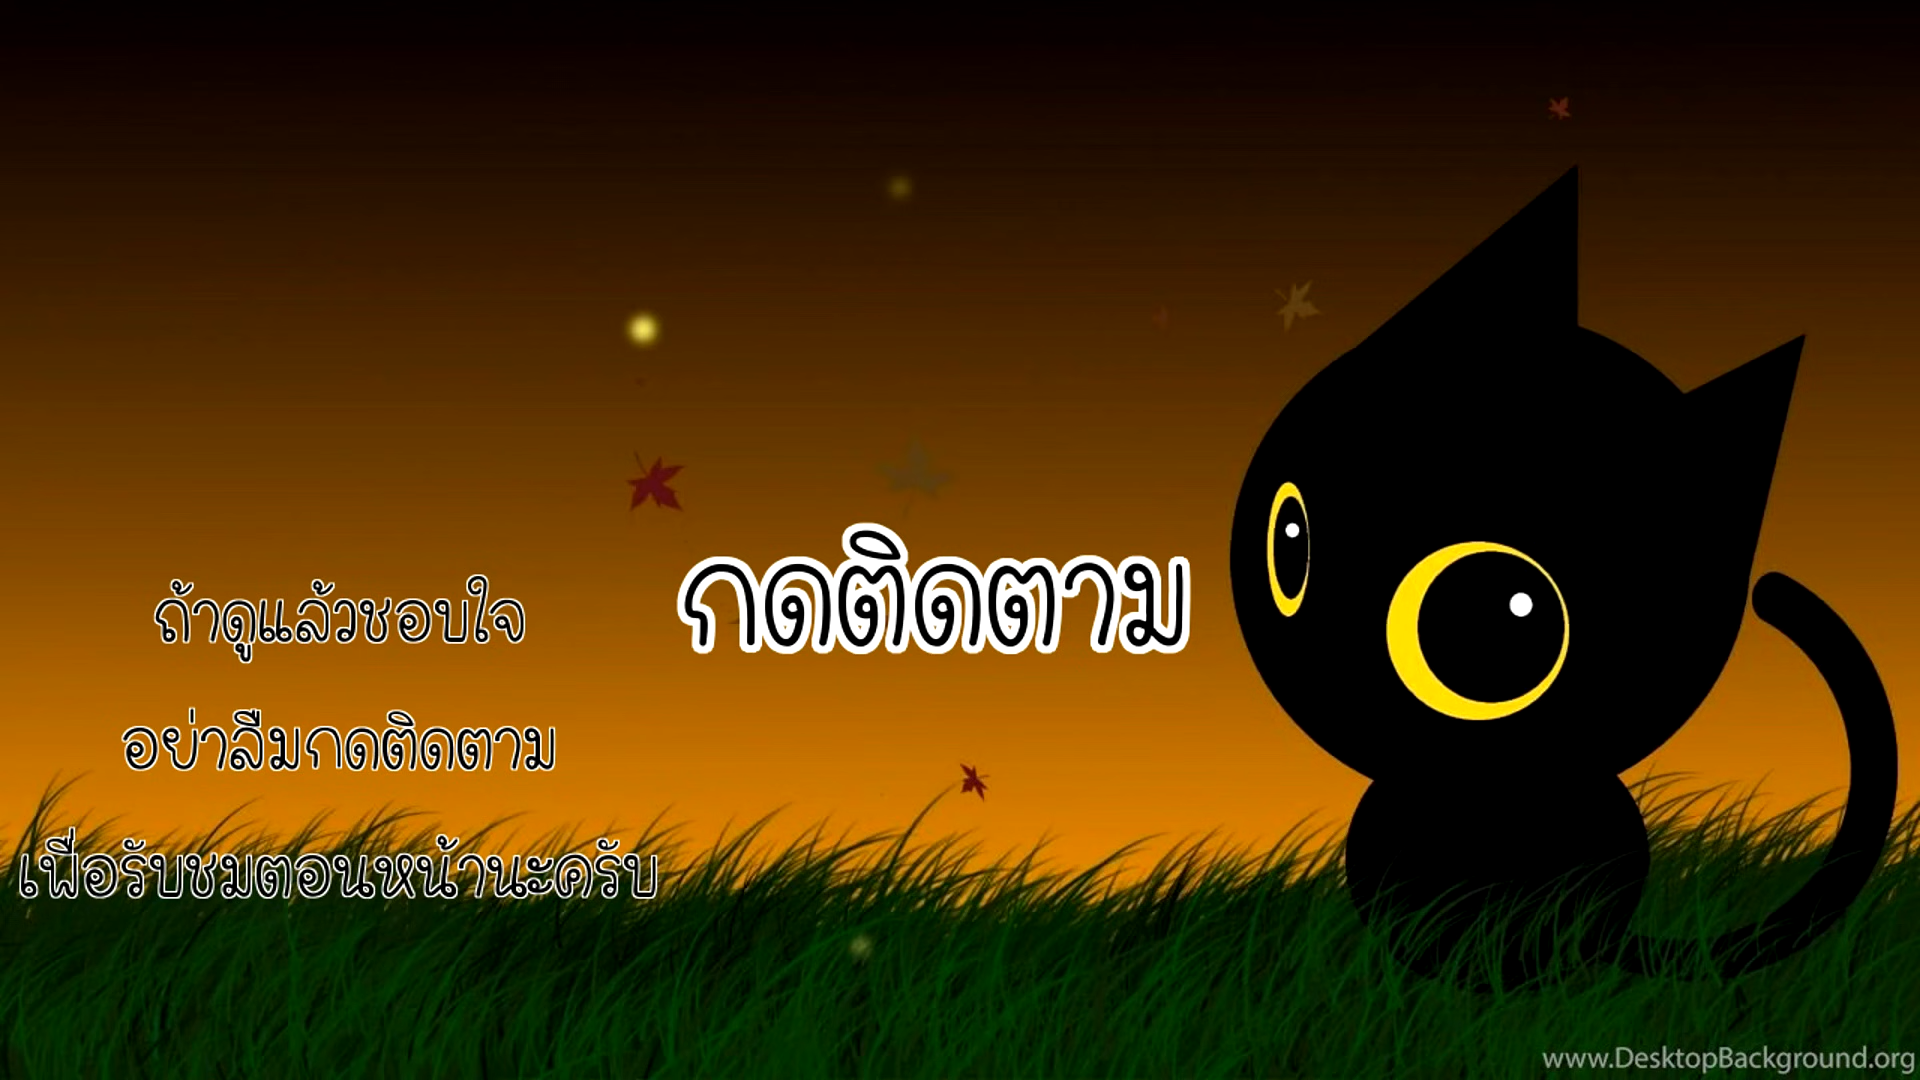 กดติดตาม
ถ้าดูแล้วชอบใจ
อย่าลืมกดติดตาม
เพื่อรับชมตอนหน้านะครับ
www.DesktopBackground.org